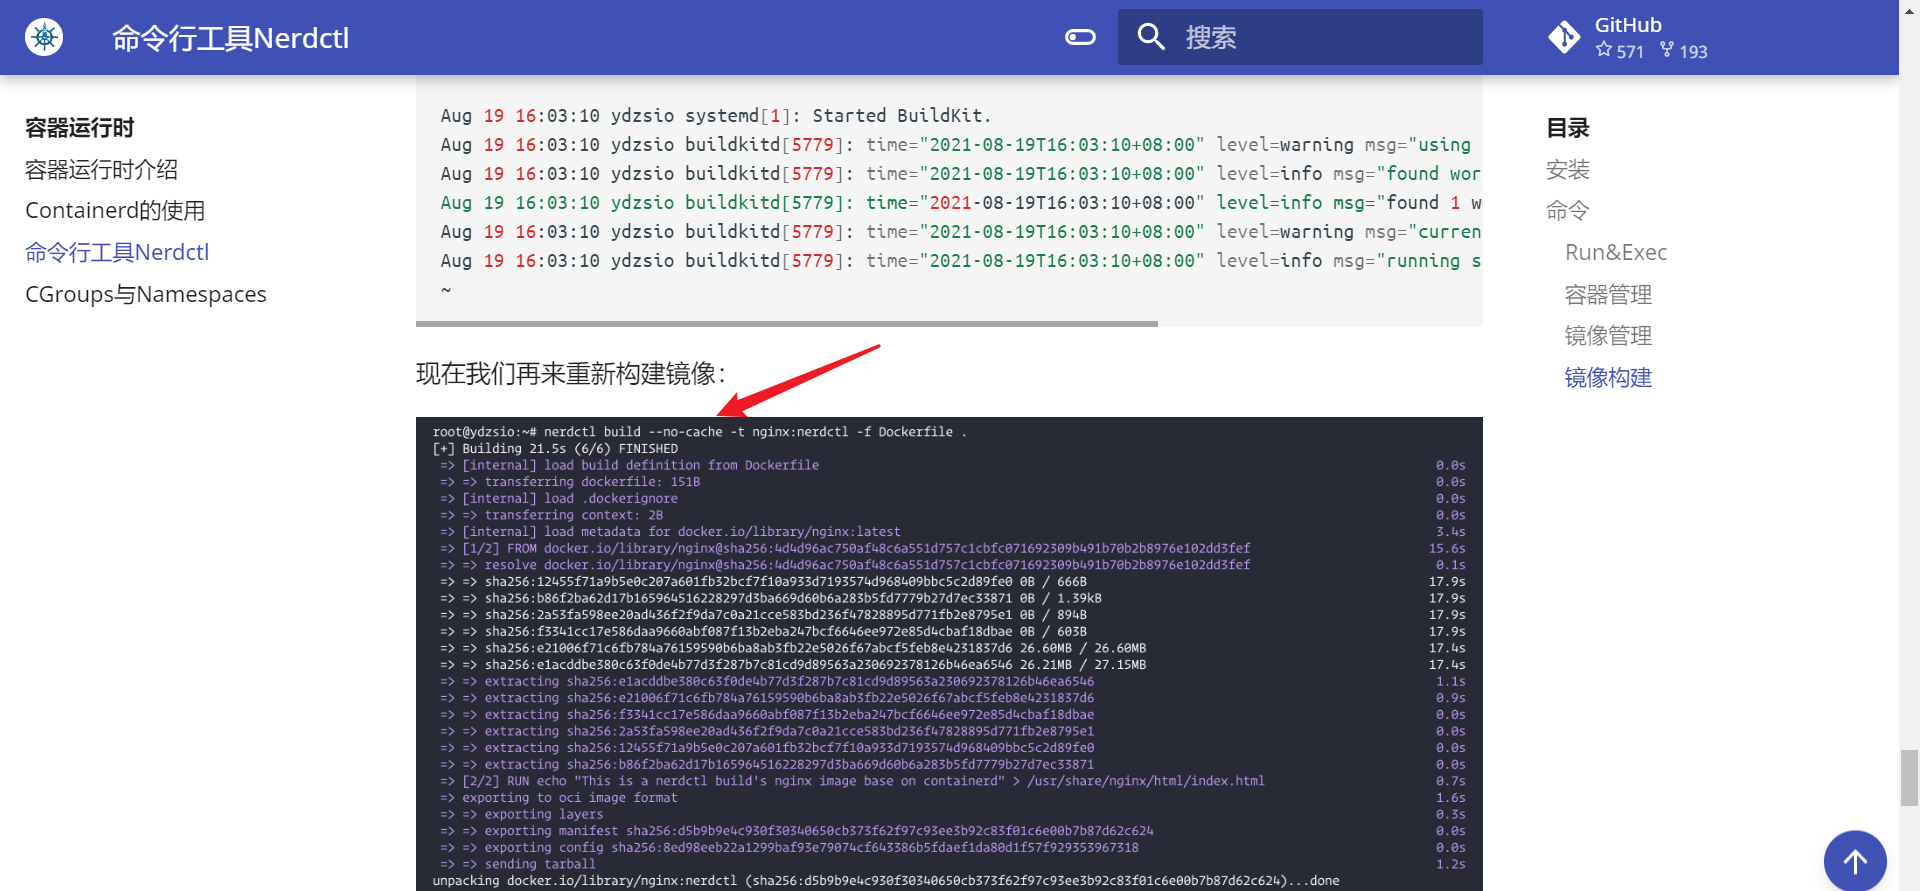 命令行工具Nerdctl
搜索
GitHub
571 193
容器运行时
容器运行时介绍
Containerd的使用
命令行工具Nerdctl
CGroups与Namespaces
Aug 19 16:03:10 ydzsio systemd[1]: Started BuildKit.
Aug 19 16:03:10 ydzsio buildkitd[5779]: time="2021-08-19T16:03:10+08:00" level=warning msg="using
Aug 19 16:03:10 ydzsio buildkitd[5779]: time="2021-08-19T16:03:10+08:00" level=info msg="found wor
Aug 19 16:03:10 ydzsio buildkitd[5779]: time="2021-08-19T16:03:10+08:00" level=info msg="found 1 w
Aug 19 16:03:10 ydzsio buildkitd[5779]: time="2021-08-19T16:03:10+08:00" level=warning msg="curren
Aug 19 16:03:10 ydzsio buildkitd[5779]: time="2021-08-19T16:03:10+08:00" level=info msg="running s
~
现在我们再来重新构建镜像：
root@ydzsio:~# nerdctl build --no-cache -t nginx:nerdctl -f Dockerfile .
[+] Building 21.5s (6/6) FINISHED
=> [internal] load build definition from Dockerfile 0.0s
=> => transferring dockerfile: 151B 0.0s
=> [internal] load .dockerignore 0.0s
=> => transferring context: 2B 0.0s
=> [internal] load metadata for docker.io/library/nginx:latest 3.4s
=> [1/2] FROM docker.io/library/nginx@sha256:4d4d96ac750af48c6a551d757c1cbfc071692309b491b70b2b8976e102dd3fef 15.6s
=> => resolve docker.io/library/nginx@sha256:4d4d96ac750af48c6a551d757c1cbfc071692309b491b70b2b8976e102dd3fef 0.1s
=> => sha256:12455f71a9b5e0c207a601fb32bcf7f10a933d7193574d968409bbc5c2d89fe0 0B / 666B 17.9s
=> => sha256:b86f2ba62d17b165964516228297d3ba669d60b6a283b5fd7779b27d7ec33871 0B / 1.39kB 17.9s
=> => sha256:2a53fa598ee20ad436f2f9da7c0a21cce583bd236f47828895d771fb2e8795e1 0B / 894B 17.9s
=> => sha256:f3341cc17e586daa9660abf087f13b2eba247bcf6646ee972e85d4cbaf18dbae 0B / 603B 17.9s
=> => sha256:e21006f71c6fb784a76159590b6ba8ab3fb22e5026f67abcf5feb8e4231837d6 26.60MB / 26.60MB 17.4s
=> => sha256:e1acddbe380c63f0de4b77d3f287b7c81cd9d89563a230692378126b46ea6546 26.21MB / 27.15MB 17.4s
=> => extracting sha256:e1acddbe380c63f0de4b77d3f287b7c81cd9d89563a230692378126b46ea6546 1.1s
=> => extracting sha256:e21006f71c6fb784a76159590b6ba8ab3fb22e5026f67abcf5feb8e4231837d6 0.9s
=> => extracting sha256:f3341cc17e586daa9660abf087f13b2eba247bcf6646ee972e85d4cbaf18dbae 0.0s
=> => extracting sha256:2a53fa598ee20ad436f2f9da7c0a21cce583bd236f47828895d771fb2e8795e1 0.0s
=> => extracting sha256:12455f71a9b5e0c207a601fb32bcf7f10a933d7193574d968409bbc5c2d89fe0 0.0s
=> => extracting sha256:b86f2ba62d17b165964516228297d3ba669d60b6a283b5fd7779b27d7ec33871 0.0s
=> [2/2] RUN echo "This is a nerdctl build's nginx image base on containerd" > /usr/share/nginx/html/index.html 0.7s
=> exporting to oci image format 1.6s
=> => exporting layers 0.3s
=> => exporting manifest sha256:d5b9b9e4c930f30340650cb373f62f97c93ee3b92c83f01c6e00b7b87d62c624 0.0s
=> => exporting config sha256:8ed98eeb22a1299baf93e79074cf643386b5fdaef1da80d1f57f929353967318 0.0s
=> => sending tarball 1.2s
unpacking docker.io/library/nginx:nerdctl (sha256:d5b9b9e4c930f30340650cb373f62f97c93ee3b92c83f01c6e00b7b87d62c624)...done
目录
安装
命令
Run&Exec
容器管理
镜像管理
镜像构建